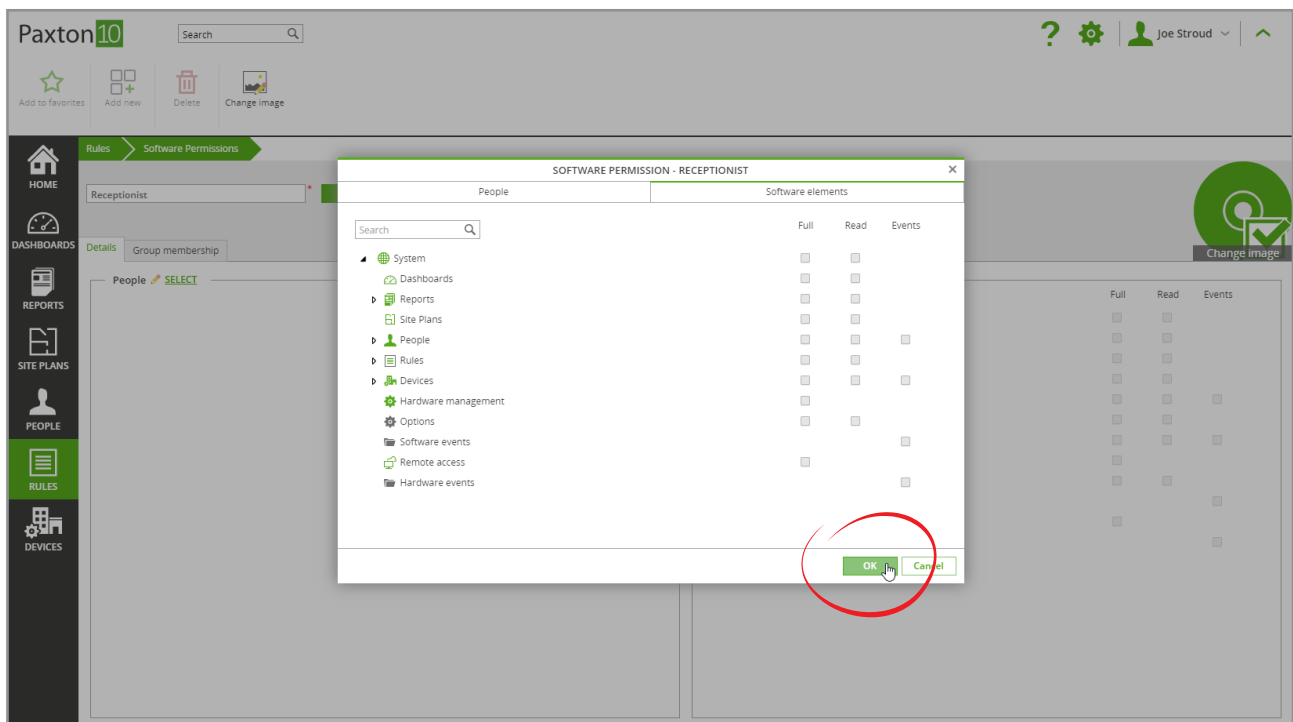 Paxton10
Search
Joe Stroud
Add to favorites
Add new
Delete
Change image
Rules
Software Permissions
HOME
DASHBOARDS
REPORTS
SITE PLANS
PEOPLE
RULES
DEVICES
Receptionist *
Change image
Details
Group membership
People SELECT
Full Read Events
SOFTWARE PERMISSION - RECEPTIONIST
People
Software elements
Search
Full Read Events
System
Dashboards
Reports
Site Plans
People
Rules
Devices
Hardware management
Options
Software events
Remote access
Hardware events
OK
Cancel